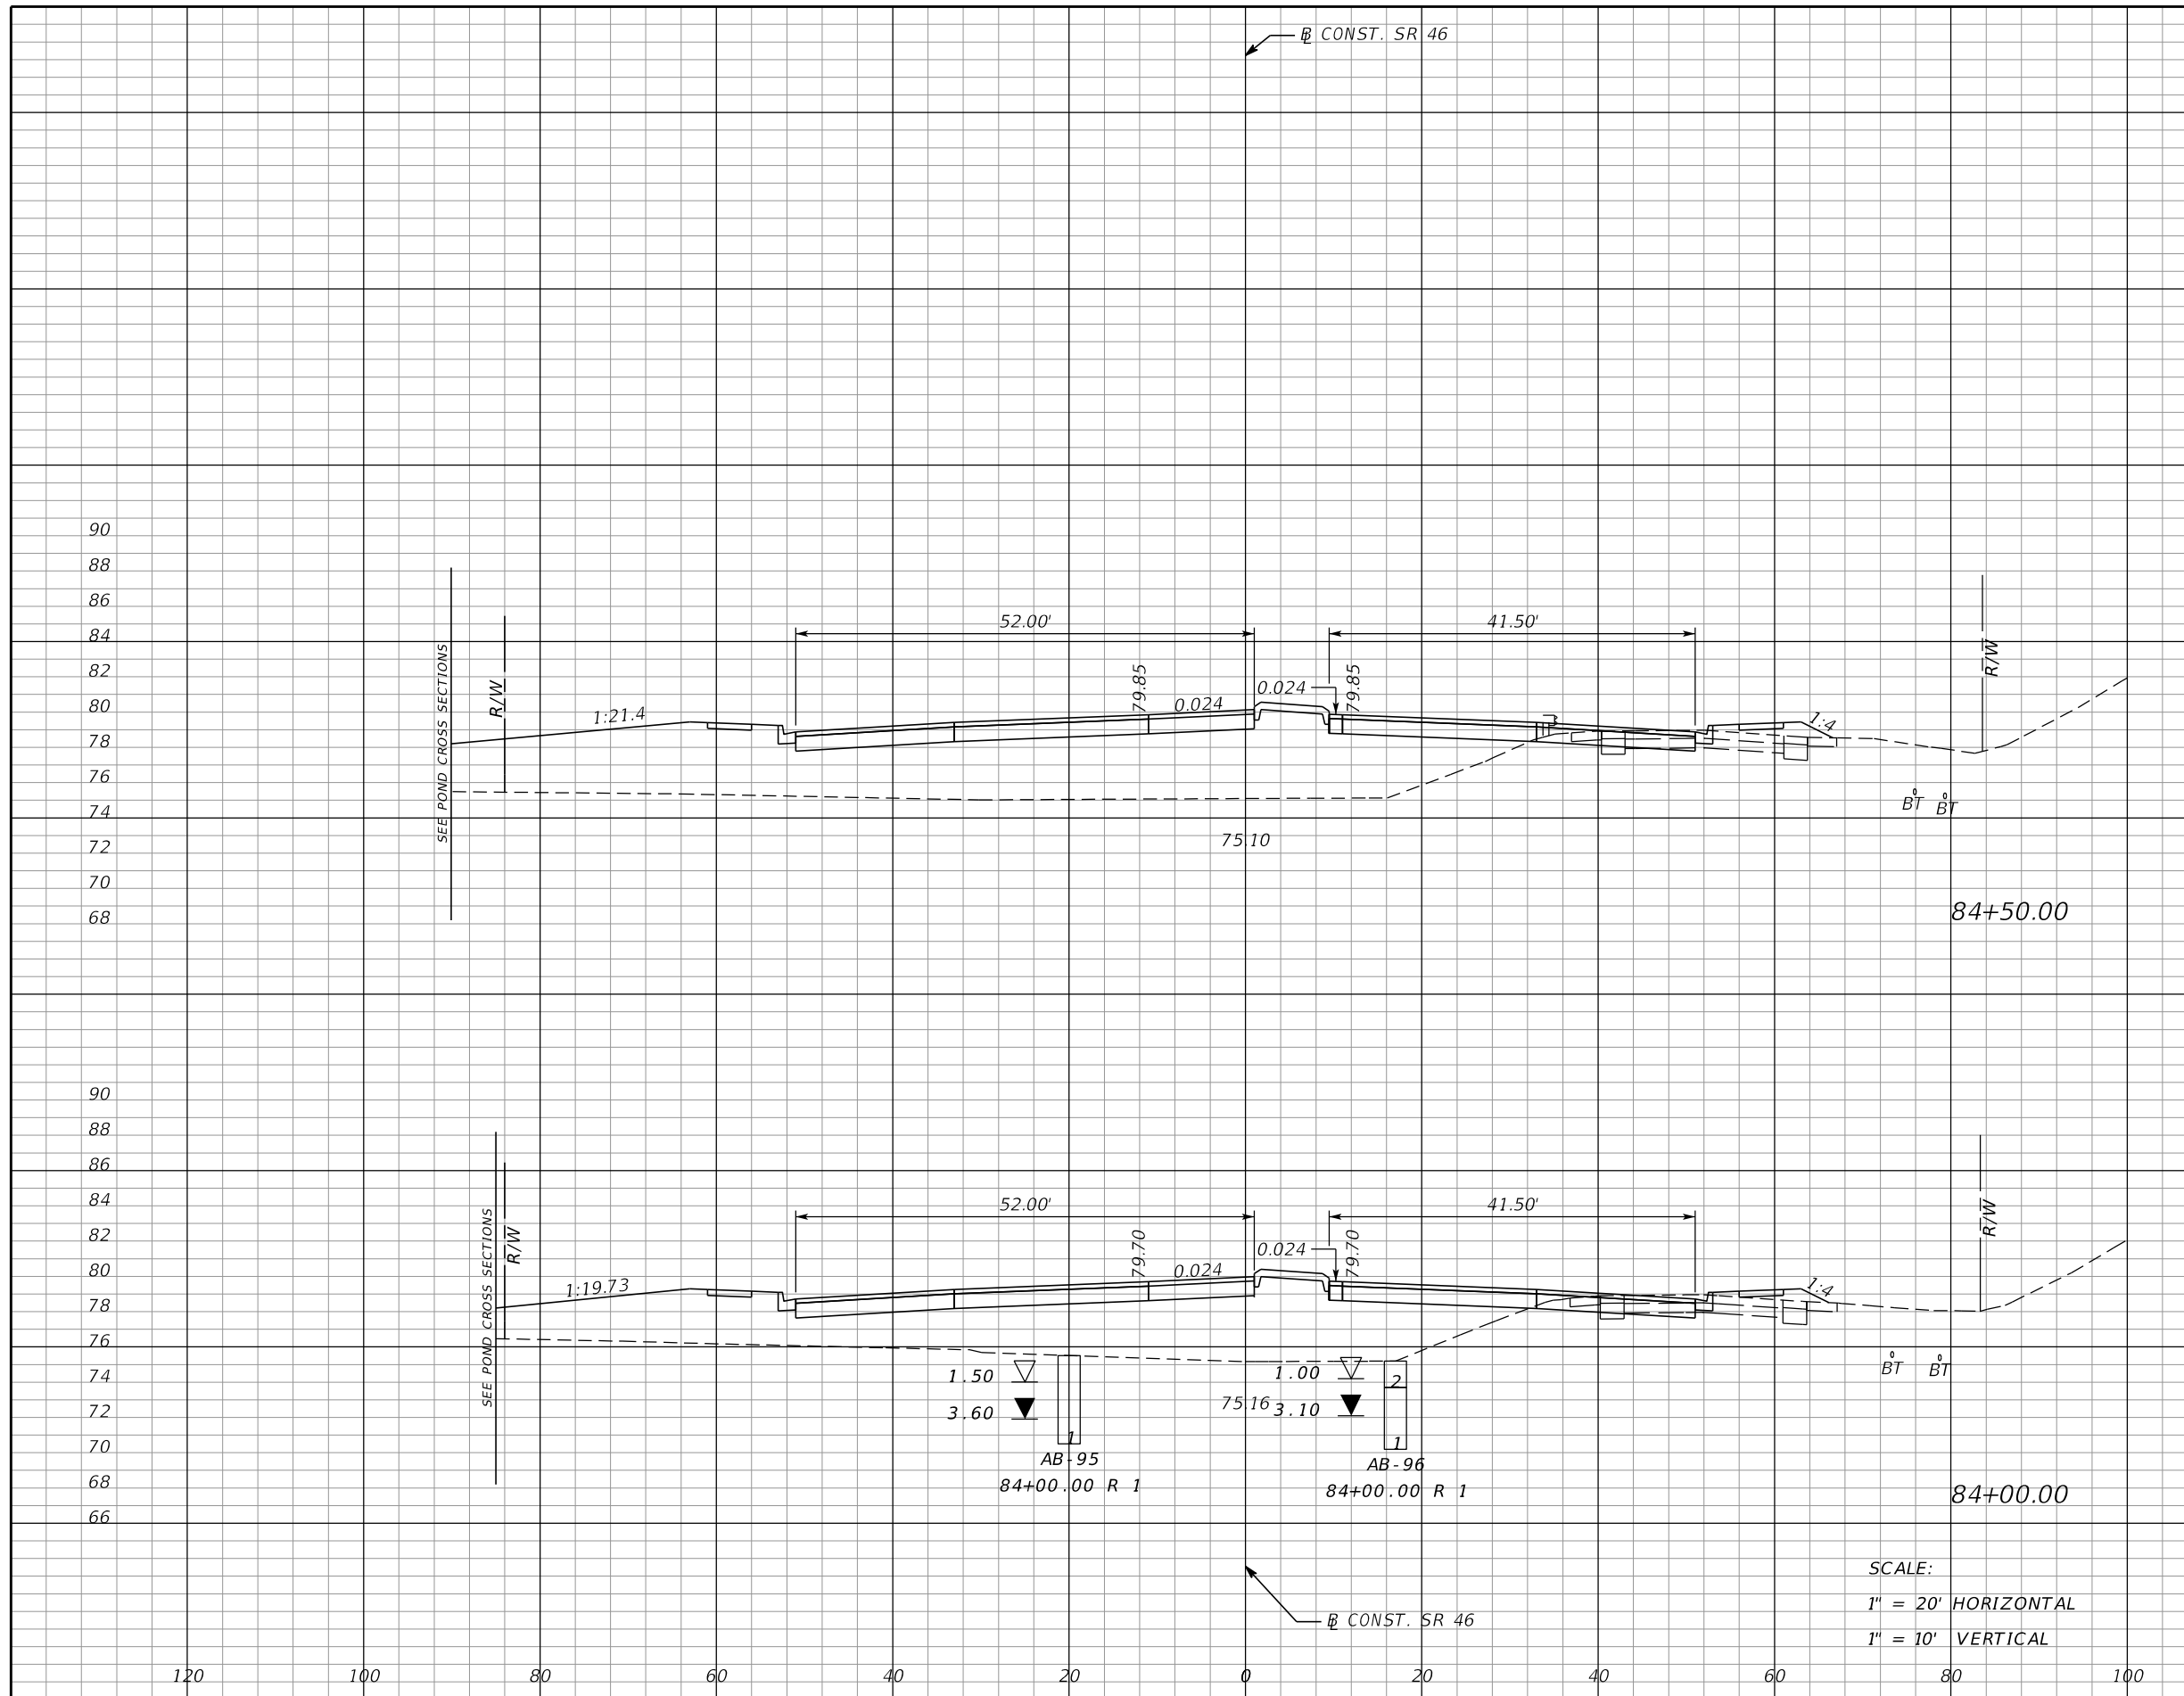 BL CONST. SR 46
90
88
86
84
82
80
78
76
74
72
70
68
SEE POND CROSS SECTIONS
R/W
1:21.4
52.00'
79.85
0.024
0.024
79.85
41.50'
1:4
R/W
BT
BT
75.10
84+50.00
90
88
86
84
82
80
78
76
74
72
70
68
66
SEE POND CROSS SECTIONS
R/W
1:19.73
52.00'
79.70
0.024
0.024
79.70
41.50'
1:4
R/W
BT
BT
1.50
3.60
1
AB-95
84+00.00 R 1
75.16
1.00
3.10
2
1
AB-96
84+00.00 R 1
84+00.00
BL CONST. SR 46
SCALE:
1" = 20' HORIZONTAL
1" = 10' VERTICAL
120 100 80 60 40 20 0 20 40 60 80 100